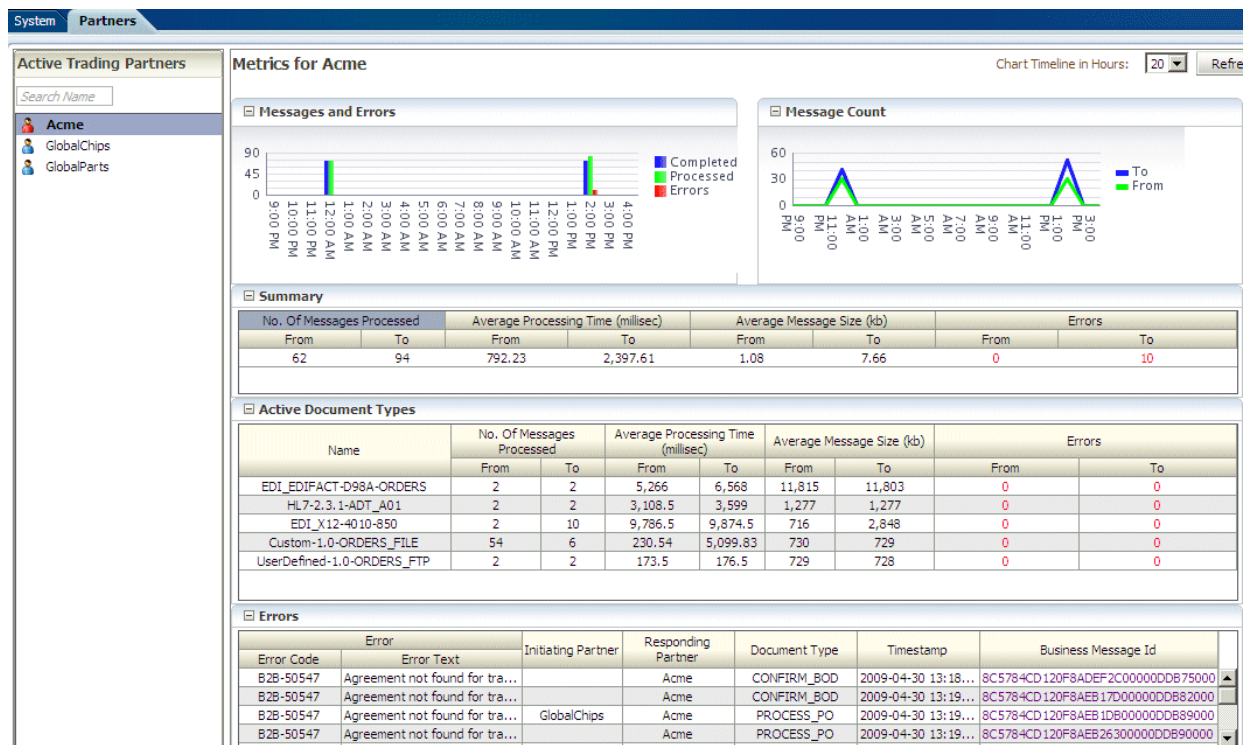 System Partners
Active Trading Partners
Search Name
Acme
GlobalChips
GlobalParts
Metrics for Acme
Chart Timeline in Hours: 20 Refre
Messages and Errors
90
45
0
9:00 PM
10:00 PM
11:00 PM
12:00 AM
1:00 AM
2:00 AM
3:00 AM
4:00 AM
5:00 AM
6:00 AM
7:00 AM
8:00 AM
9:00 AM
10:00 AM
11:00 AM
12:00 PM
1:00 PM
2:00 PM
3:00 PM
4:00 PM
Completed
Processed
Errors
Message Count
60
30
0
9:00 PM
11:00 PM
1:00 AM
3:00 AM
5:00 AM
7:00 AM
9:00 AM
11:00 AM
1:00 PM
3:00 PM
To
From
Summary
No. Of Messages Processed Average Processing Time (millisec) Average Message Size (kb) Errors
From To From To From To From To
62 94 792.23 2,397.61 1.08 7.66 0 10
Active Document Types
Name No. Of Messages Processed Average Processing Time (millisec) Average Message Size (kb) Errors
From To From To From To From To
EDI_EDIFACT-D98A-ORDERS 2 2 5,266 6,568 11,815 11,803 0 0
HL7-2.3.1-ADT_A01 2 2 3,108.5 3,599 1,277 1,277 0 0
EDI_X12-4010-850 2 10 9,786.5 9,874.5 716 2,848 0 0
Custom-1.0-ORDERS_FILE 54 6 230.54 5,099.83 730 729 0 0
UserDefined-1.0-ORDERS_FTP 2 2 173.5 176.5 729 728 0 0
Errors
Error Initiating Partner Responding Partner Document Type Timestamp Business Message Id
Error Code Error Text
B2B-50547 Agreement not found for tra... Acme CONFIRM_BOD 2009-04-30 13:18... 8C5784CD120F8ADEF2C00000DDB75000
B2B-50547 Agreement not found for tra... Acme CONFIRM_BOD 2009-04-30 13:19... 8C5784CD120F8AEB17D00000DDB82000
B2B-50547 Agreement not found for tra... GlobalChips Acme PROCESS_PO 2009-04-30 13:19... 8C5784CD120F8AEB1DB00000DDB89000
B2B-50547 Agreement not found for tra... Acme PROCESS_PO 2009-04-30 13:19... 8C5784CD120F8AEB26300000DDB90000